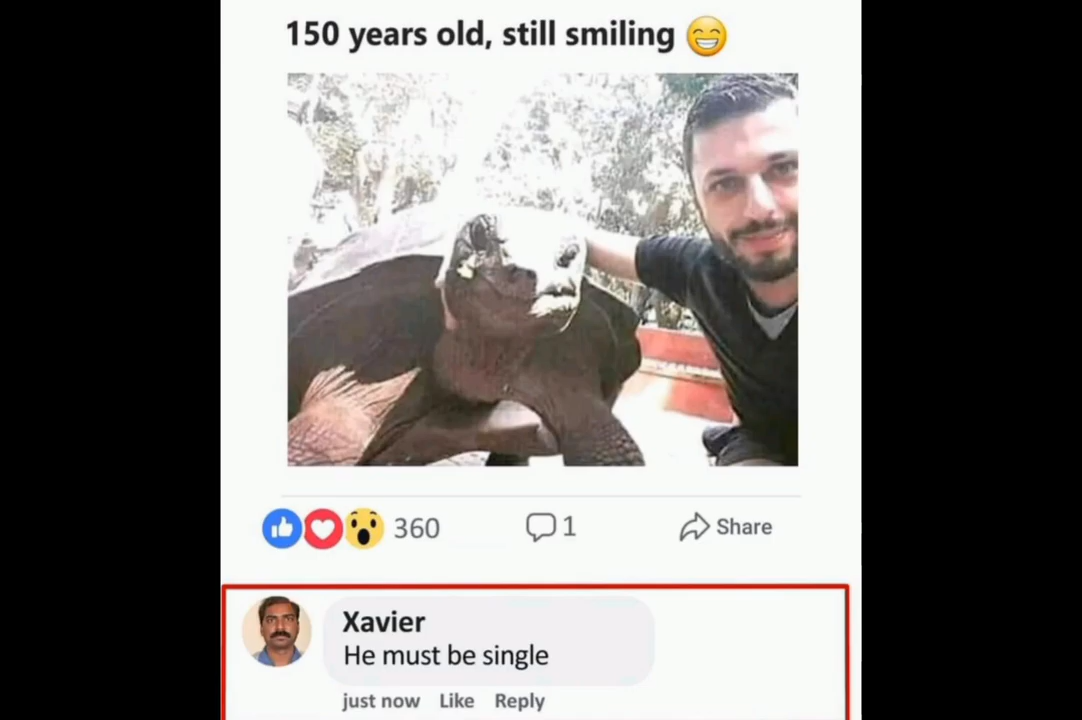 150 years old, still smiling 😁
360
1
Share
Xavier
He must be single
just now Like Reply